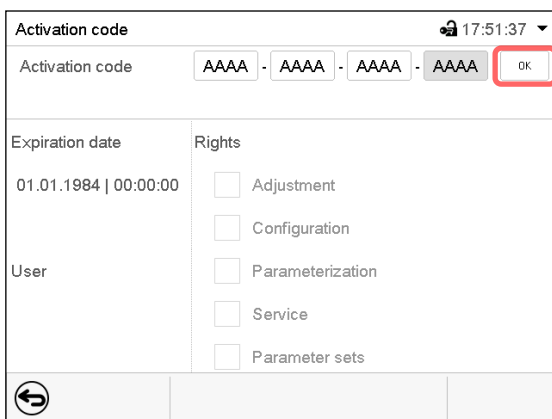 Activation code 17:51:37
Activation code AAAA - AAAA - AAAA - AAAA OK
Expiration date Rights
01.01.1984 | 00:00:00 Adjustment
Configuration
User Parameterization
Service
Parameter sets